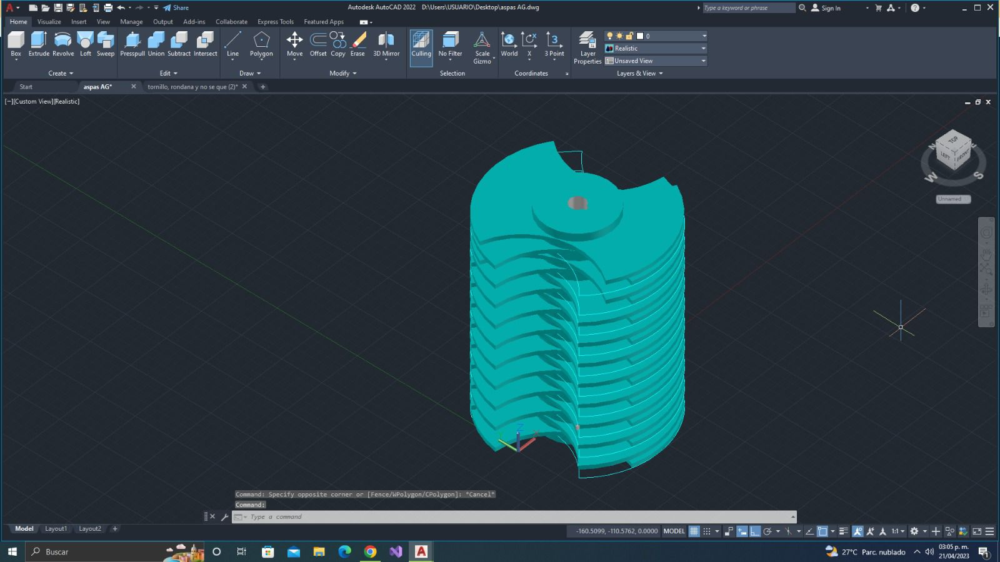 Share
Autodesk AutoCAD 2022 D:\Users\USUARIO\Desktop\aspas AG.dwg
Type a keyword or phrase
Sign In
Home Visualize Insert View Manage Output Add-ins Collaborate Express Tools Featured Apps
Box Extrude Revolve Loft Sweep Presspull Union Subtract Intersect Line Polygon Move Offset Copy Erase 3D Mirror Culling No Filter Scale Gizmo World X 3 Point Layer Properties
0
Realistic
Unsaved View
Create Edit Draw Modify Selection Coordinates Layers & View
Start aspas AG* tornillo, rondana y no se que (2)*
[−][Custom View][Realistic]
N E
TOP
LEFT FRONT
W S
Unnamed
Z
Y X
Command: Specify opposite corner or [Fence/WPolygon/CPolygon]: *Cancel*
Command:
Type a command
Model Layout1 Layout2 +
-160.5099, -110.5762, 0.0000 MODEL 1:1
Buscar
27°C Parc. nublado
03:05 p. m.
21/04/2023
1